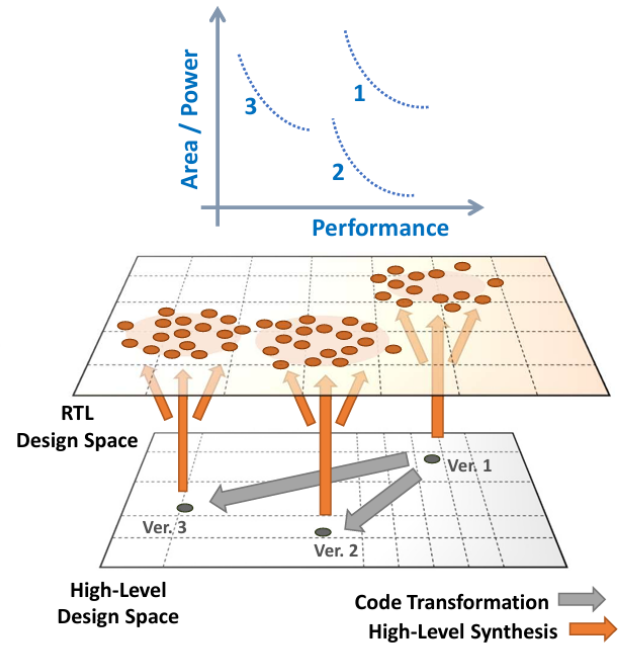 Area / Power
1
3
2
Performance
RTL
Design Space
Ver. 1
Ver. 3
Ver. 2
High-Level
Design Space
Code Transformation
High-Level Synthesis